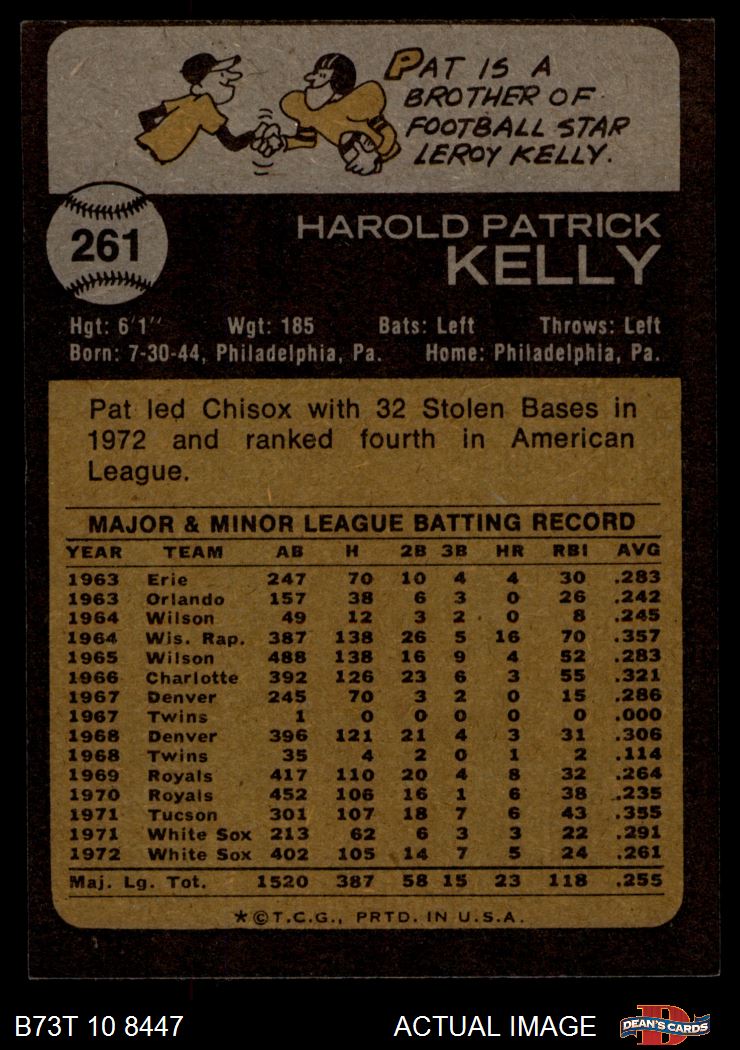 PAT IS A
BROTHER OF
FOOTBALL STAR
LEROY KELLY.
261
HAROLD PATRICK
KELLY
Hgt: 6'1" Wgt: 185 Bats: Left Throws: Left
Born: 7-30-44, Philadelphia, Pa. Home: Philadelphia, Pa.
Pat led Chisox with 32 Stolen Bases in
1972 and ranked fourth in American
League.
MAJOR & MINOR LEAGUE BATTING RECORD
YEAR TEAM AB H 2B 3B HR RBI AVG
1963 Erie 247 70 10 4 4 30 .283
1963 Orlando 157 38 6 3 0 26 .242
1964 Wilson 49 12 3 2 0 8 .245
1964 Wis. Rap. 387 138 26 5 16 70 .357
1965 Wilson 488 138 16 9 4 52 .283
1966 Charlotte 392 126 23 6 3 55 .321
1967 Denver 245 70 3 2 0 15 .286
1967 Twins 1 0 0 0 0 0 .000
1968 Denver 396 121 21 4 3 31 .306
1968 Twins 35 4 2 0 1 2 .114
1969 Royals 417 110 20 4 8 32 .264
1970 Royals 452 106 16 1 6 38 .235
1971 Tucson 301 107 18 7 6 43 .355
1971 White Sox 213 62 6 3 3 22 .291
1972 White Sox 402 105 14 7 5 24 .261
Maj. Lg. Tot. 1520 387 58 15 23 118 .255
*©T.C.G., PRTD. IN U.S.A.
B73T 10 8447 ACTUAL IMAGE D DEAN'S CARDS